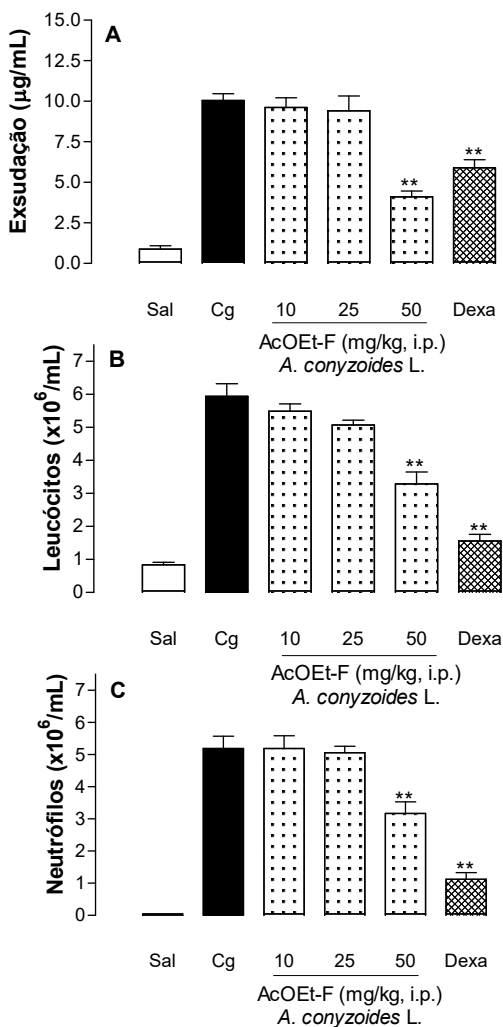 A
Exsudação (µg/mL)
15.0
12.5
10.0
7.5
5.0
2.5
0.0
**
**
Sal Cg 10 25 50 Dexa
AcOEt-F (mg/kg, i.p.)
A. conyzoides L.
B
Leucócitos (x10⁶/mL)
7
6
5
4
3
2
1
0
**
**
Sal Cg 10 25 50 Dexa
AcOEt-F (mg/kg, i.p.)
A. conyzoides L.
C
Neutrófilos (x10⁶/mL)
7
6
5
4
3
2
1
0
**
**
Sal Cg 10 25 50 Dexa
AcOEt-F (mg/kg, i.p.)
A. conyzoides L.